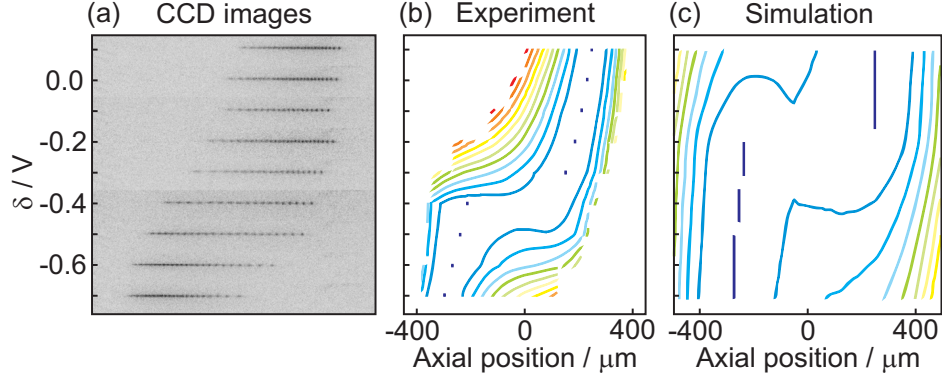 (a) CCD images (b) Experiment (c) Simulation
δ / V
0.0
-0.2
-0.4
-0.6
-400 0 400 -400 0 400
Axial position / μm Axial position / μm